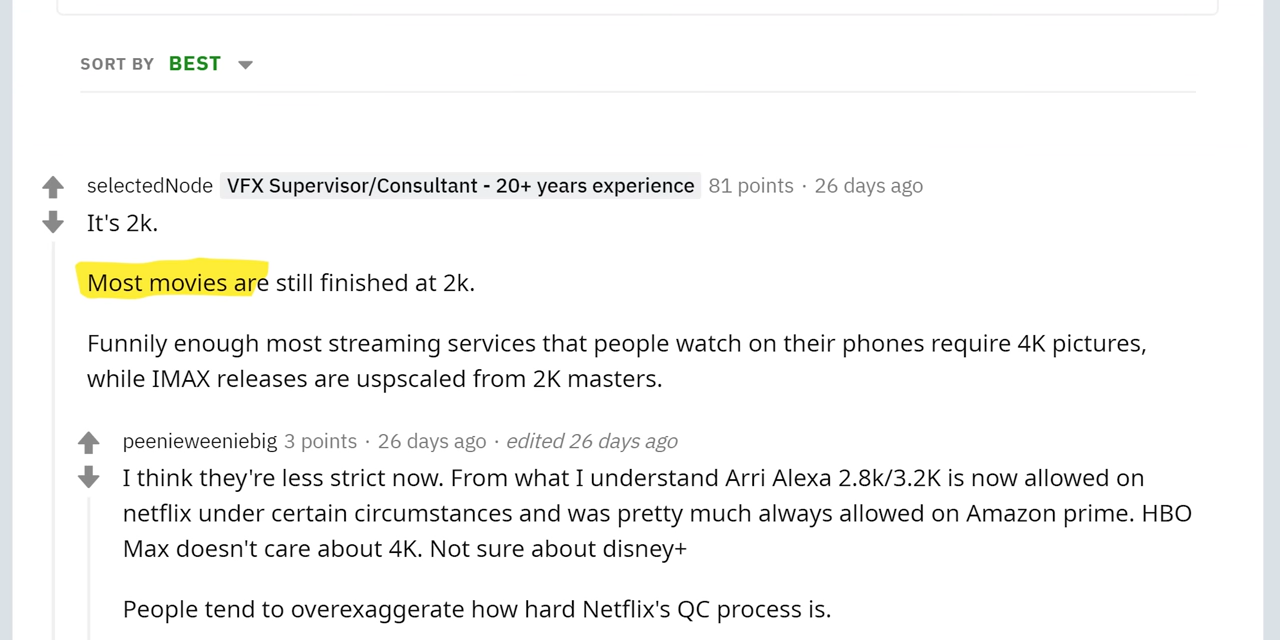 SORT BY BEST
selectedNode VFX Supervisor/Consultant - 20+ years experience 81 points · 26 days ago
It's 2k.
Most movies are still finished at 2k.
Funnily enough most streaming services that people watch on their phones require 4K pictures,
while IMAX releases are uspscaled from 2K masters.
peenieweeniebig 3 points · 26 days ago · edited 26 days ago
I think they're less strict now. From what I understand Arri Alexa 2.8k/3.2K is now allowed on
netflix under certain circumstances and was pretty much always allowed on Amazon prime. HBO
Max doesn't care about 4K. Not sure about disney+
People tend to overexaggerate how hard Netflix's QC process is.